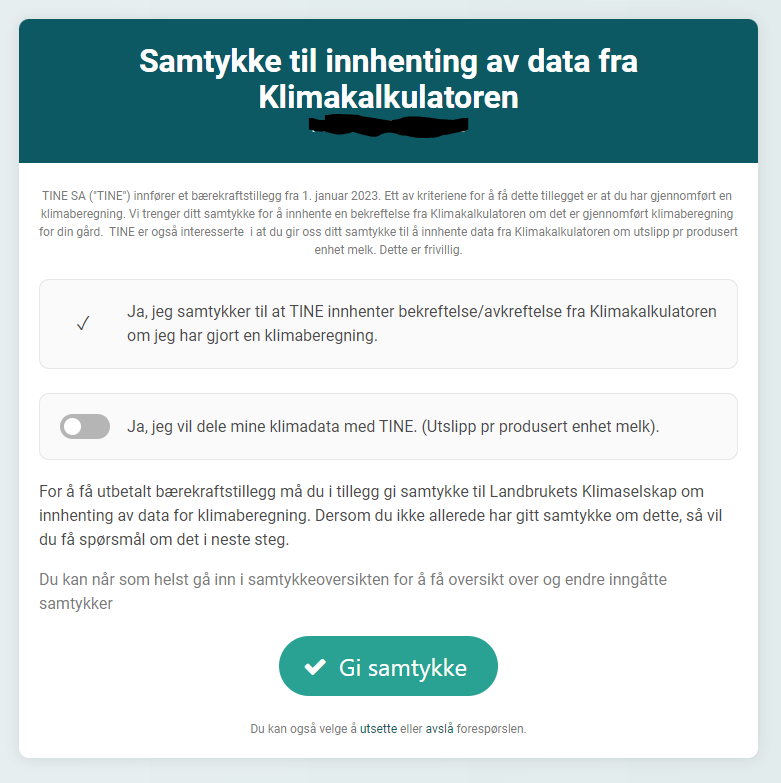 Samtykke til innhenting av data fra
Klimakalkulatoren
TINE SA ("TINE") innfører et bærekraftstillegg fra 1. januar 2023. Ett av kriteriene for å få dette tillegget er at du har gjennomført en
klimaberegning. Vi trenger ditt samtykke for å innhente en bekreftelse fra Klimakalkulatoren om det er gjennomført klimaberegning
for din gård.  TINE er også interesserte  i at du gir oss ditt samtykke til å innhente data fra Klimakalkulatoren om utslipp pr produsert
enhet melk. Dette er frivillig.
Ja, jeg samtykker til at TINE innhenter bekreftelse/avkreftelse fra Klimakalkulatoren
om jeg har gjort en klimaberegning.
Ja, jeg vil dele mine klimadata med TINE. (Utslipp pr produsert enhet melk).
For å få utbetalt bærekraftstillegg må du i tillegg gi samtykke til Landbrukets Klimaselskap om
innhenting av data for klimaberegning. Dersom du ikke allerede har gitt samtykke om dette, så vil
du få spørsmål om det i neste steg.
Du kan når som helst gå inn i samtykkeoversikten for å få oversikt over og endre inngåtte
samtykker
Gi samtykke
Du kan også velge å utsette eller avslå forespørslen.